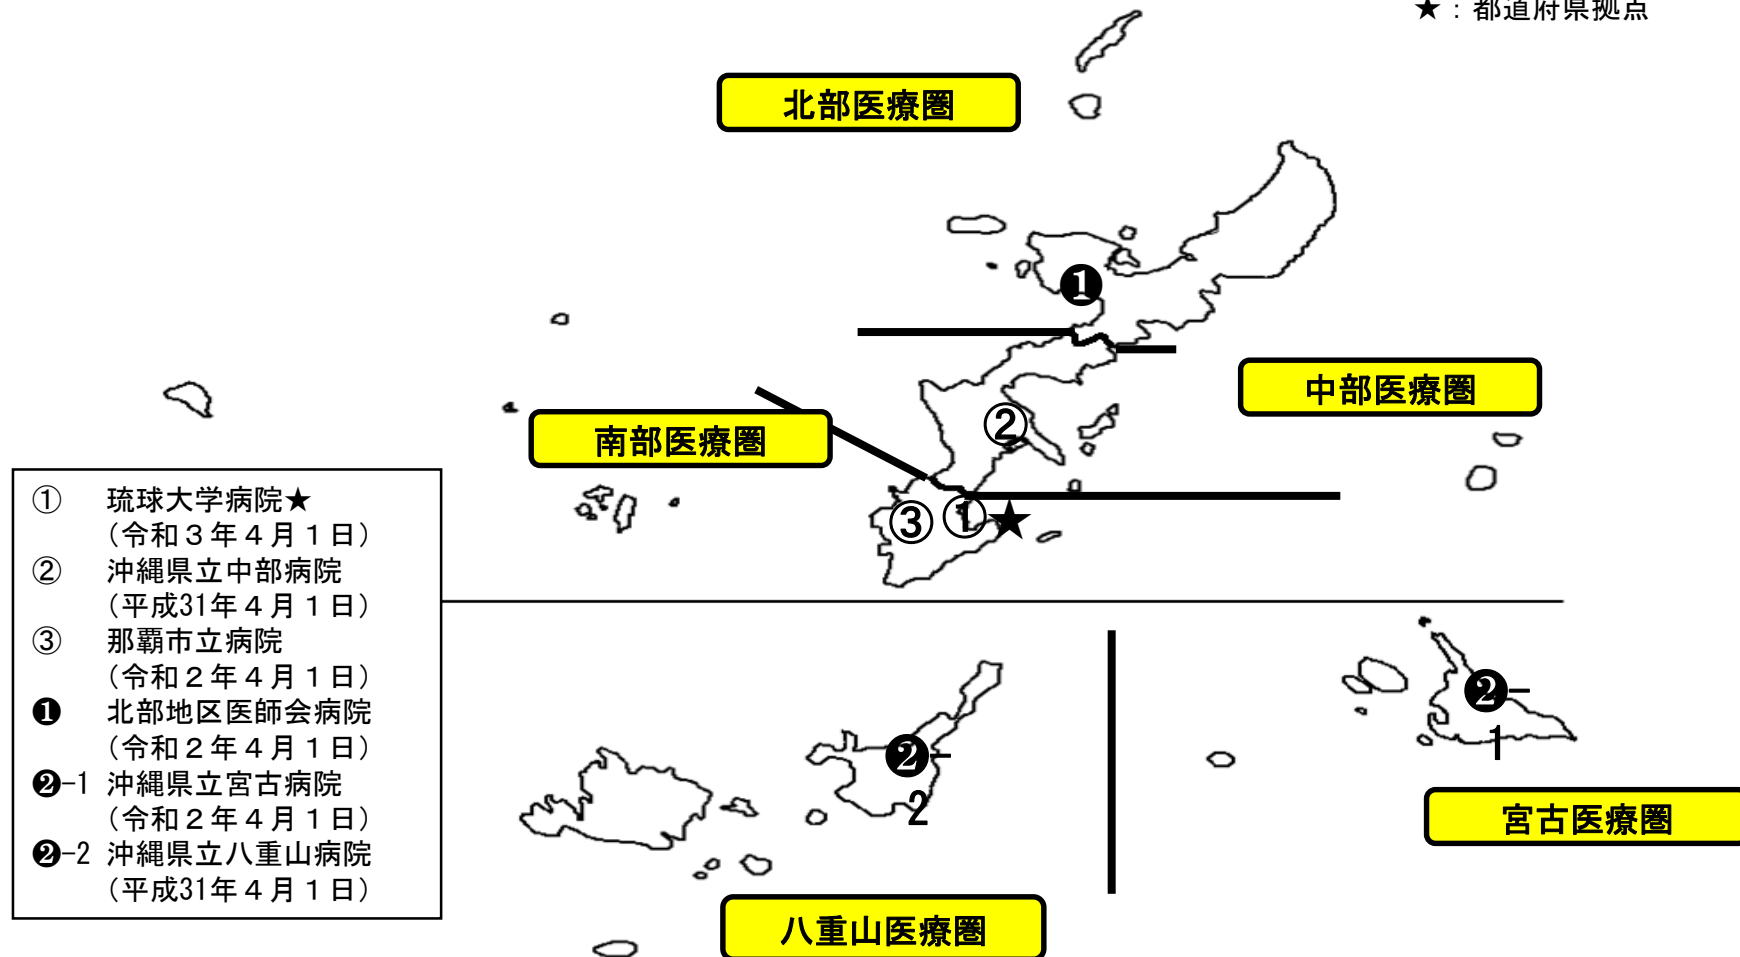 ★：都道府県拠点
北部医療圏
❶
中部医療圏
②
南部医療圏
③ ①★
① 琉球大学病院★
（令和３年４月１日）
② 沖縄県立中部病院
（平成31年４月１日）
③ 那覇市立病院
（令和２年４月１日）
❶ 北部地区医師会病院
（令和２年４月１日）
❷-1 沖縄県立宮古病院
（令和２年４月１日）
❷-2 沖縄県立八重山病院
（平成31年４月１日）
❷-
2
❷-
1
宮古医療圏
八重山医療圏